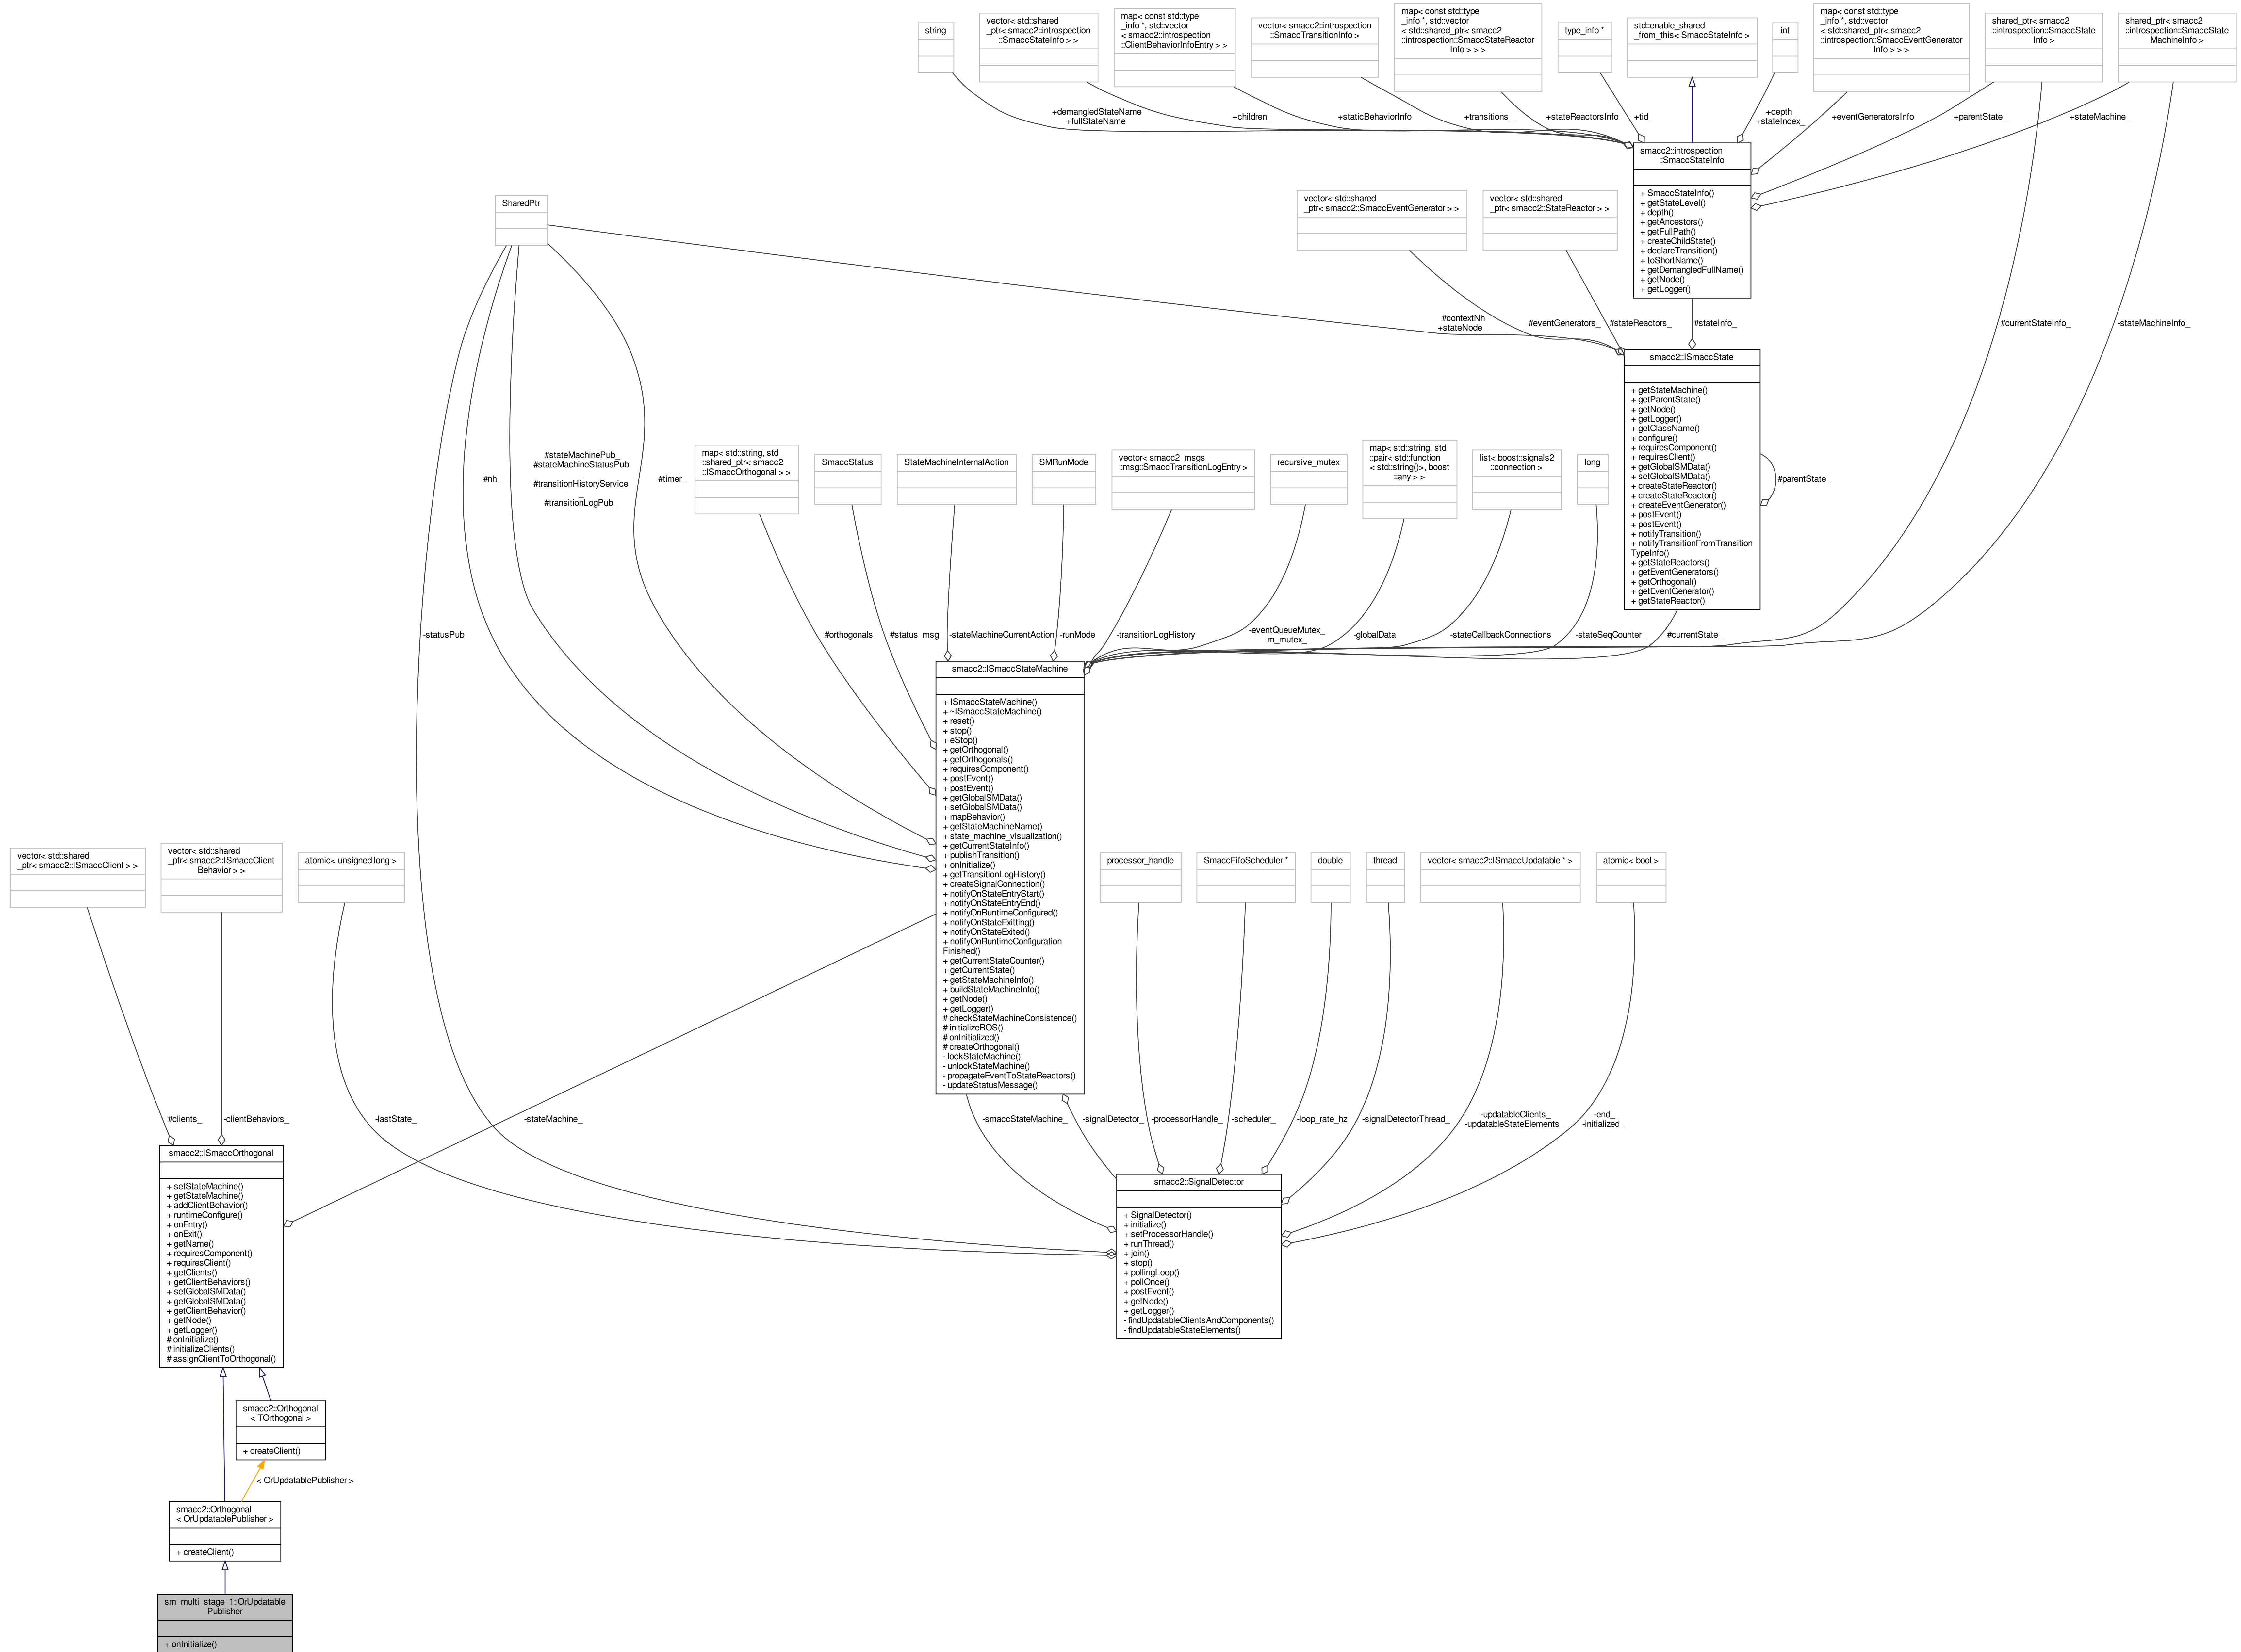 string
vector< std::shared
_ptr< smacc2::introspection
::SmaccStateInfo > >
map< const std::type
_info *, std::vector
< smacc2::introspection
::ClientBehaviorInfoEntry > >
vector< smacc2::introspection
::SmaccTransitionInfo >
map< const std::type
_info *, std::vector
< std::shared_ptr< smacc2
::introspection::SmaccStateReactor
Info > > >
type_info *
std::enable_shared
_from_this< SmaccStateInfo >
int
map< const std::type
_info *, std::vector
< std::shared_ptr< smacc2
::introspection::SmaccEventGenerator
Info > > >
shared_ptr< smacc2
::introspection::SmaccState
Info >
shared_ptr< smacc2
::introspection::SmaccState
MachineInfo >
+demangledStateName
+fullStateName
+children_
+staticBehaviorInfo
+transitions_
+stateReactorsInfo
+tid_
+depth_
+stateIndex_
+eventGeneratorsInfo
+parentState_
+stateMachine_
smacc2::introspection
::SmaccStateInfo
+ SmaccStateInfo()
+ getStateLevel()
+ depth()
+ getAncestors()
+ getFullPath()
+ createChildState()
+ declareTransition()
+ toShortName()
+ getDemangledFullName()
+ getNode()
+ getLogger()
SharedPtr
vector< std::shared
_ptr< smacc2::SmaccEventGenerator > >
vector< std::shared
_ptr< smacc2::StateReactor > >
#contextNh
+stateNode_
#eventGenerators_
#stateReactors_
#stateInfo_
#currentStateInfo_
-stateMachineInfo_
smacc2::ISmaccState
+ getStateMachine()
+ getParentState()
+ getNode()
+ getLogger()
+ getClassName()
+ configure()
+ requiresComponent()
+ requiresClient()
+ getGlobalSMData()
+ setGlobalSMData()
+ createStateReactor()
+ createStateReactor()
+ createEventGenerator()
+ postEvent()
+ postEvent()
+ notifyTransition()
+ notifyTransitionFromTransition
TypeInfo()
+ getStateReactors()
+ getEventGenerators()
+ getOrthogonal()
+ getEventGenerator()
+ getStateReactor()
#parentState_
#nh_
#stateMachinePub_
#stateMachineStatusPub
_
#transitionHistoryService
_
#transitionLogPub_
#timer_
map< std::string, std
::shared_ptr< smacc2
::ISmaccOrthogonal > >
SmaccStatus
StateMachineInternalAction
SMRunMode
vector< smacc2_msgs
::msg::SmaccTransitionLogEntry >
recursive_mutex
map< std::string, std
::pair< std::function
< std::string()>, boost
::any > >
list< boost::signals2
::connection >
long
-statusPub_
#orthogonals_
#status_msg_
-stateMachineCurrentAction
-runMode_
-transitionLogHistory_
-eventQueueMutex_
-m_mutex_
-globalData_
-stateCallbackConnections
-stateSeqCounter_
#currentState_
smacc2::ISmaccStateMachine
+ ISmaccStateMachine()
+ ~ISmaccStateMachine()
+ reset()
+ stop()
+ eStop()
+ getOrthogonal()
+ getOrthogonals()
+ requiresComponent()
+ postEvent()
+ postEvent()
+ getGlobalSMData()
+ setGlobalSMData()
+ mapBehavior()
+ getStateMachineName()
+ state_machine_visualization()
+ getCurrentStateInfo()
+ publishTransition()
+ onInitialize()
+ getTransitionLogHistory()
+ createSignalConnection()
+ notifyOnStateEntryStart()
+ notifyOnStateEntryEnd()
+ notifyOnRuntimeConfigured()
+ notifyOnStateExitting()
+ notifyOnStateExited()
+ notifyOnRuntimeConfiguration
Finished()
+ getCurrentStateCounter()
+ getCurrentState()
+ getStateMachineInfo()
+ buildStateMachineInfo()
+ getNode()
+ getLogger()
# checkStateMachineConsistence()
# initializeROS()
# onInitialized()
# createOrthogonal()
- lockStateMachine()
- unlockStateMachine()
- propagateEventToStateReactors()
- updateStatusMessage()
vector< std::shared
_ptr< smacc2::ISmaccClient > >
vector< std::shared
_ptr< smacc2::ISmaccClient
Behavior > >
atomic< unsigned long >
processor_handle
SmaccFifoScheduler *
double
thread
vector< smacc2::ISmaccUpdatable * >
atomic< bool >
#clients_
-clientBehaviors_
-lastState_
-stateMachine_
-smaccStateMachine_
-signalDetector_
-processorHandle_
-scheduler_
-loop_rate_hz
-signalDetectorThread_
-updatableClients_
-updatableStateElements_
-end_
-initialized_
smacc2::ISmaccOrthogonal
+ setStateMachine()
+ getStateMachine()
+ addClientBehavior()
+ runtimeConfigure()
+ onEntry()
+ onExit()
+ getName()
+ requiresComponent()
+ requiresClient()
+ getClients()
+ getClientBehaviors()
+ setGlobalSMData()
+ getGlobalSMData()
+ getClientBehavior()
+ getNode()
+ getLogger()
# onInitialize()
# initializeClients()
# assignClientToOrthogonal()
smacc2::SignalDetector
+ SignalDetector()
+ initialize()
+ setProcessorHandle()
+ runThread()
+ join()
+ stop()
+ pollingLoop()
+ pollOnce()
+ postEvent()
+ getNode()
+ getLogger()
- findUpdatableClientsAndComponents()
- findUpdatableStateElements()
smacc2::Orthogonal
< TOrthogonal >
+ createClient()
< OrUpdatablePublisher >
smacc2::Orthogonal
< OrUpdatablePublisher >
+ createClient()
sm_multi_stage_1::OrUpdatable
Publisher
+ onInitialize()